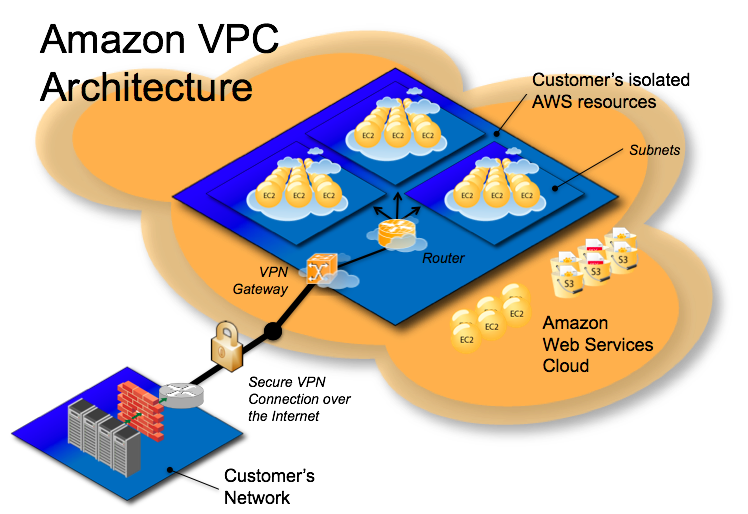 Amazon VPC
Architecture
Customer's isolated
AWS resources
Subnets
EC2 EC2 EC2
EC2 EC2 EC2
EC2 EC2 EC2
Router
VPN
Gateway
S3 S3 S3
EC2 EC2 EC2
Amazon
Web Services
Cloud
Secure VPN
Connection over
the Internet
Customer's
Network